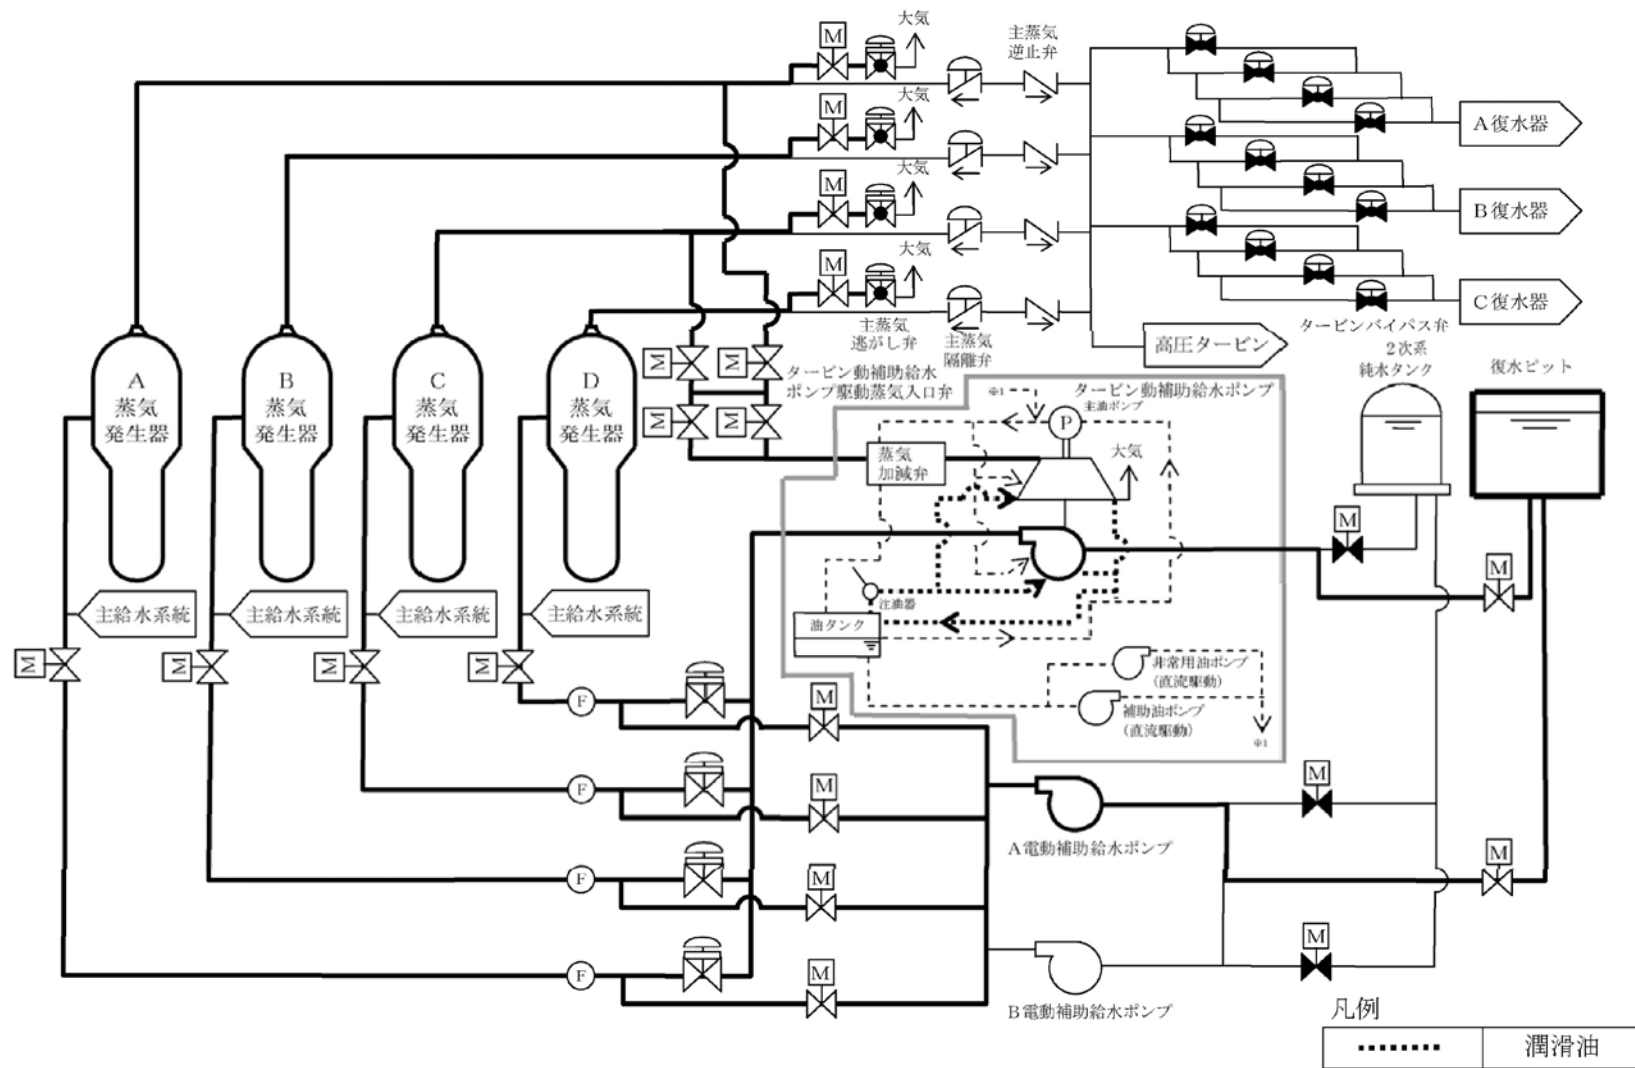 大気
主蒸気
逆止弁
M
大気
M
A復水器
大気
M
B復水器
大気
M
C復水器
主蒸気
逃がし弁
主蒸気
隔離弁
高圧タービン
タービンバイパス弁
2次系
純水タンク
復水ピット
A
蒸気
発生器
B
蒸気
発生器
C
蒸気
発生器
D
蒸気
発生器
M
M
タービン動補助給水
ポンプ駆動蒸気入口弁
M
M
タービン動補助給水ポンプ
※1
主油ポンプ
P
大気
蒸気
加減弁
M
M
注油器
油タンク
主給水系統
主給水系統
主給水系統
主給水系統
M
M
M
M
非常用油ポンプ
(直流駆動)
補助油ポンプ
(直流駆動)
※1
F
M
F
M
M
A電動補助給水ポンプ
M
F
M
F
M
M
B電動補助給水ポンプ
凡例
潤滑油